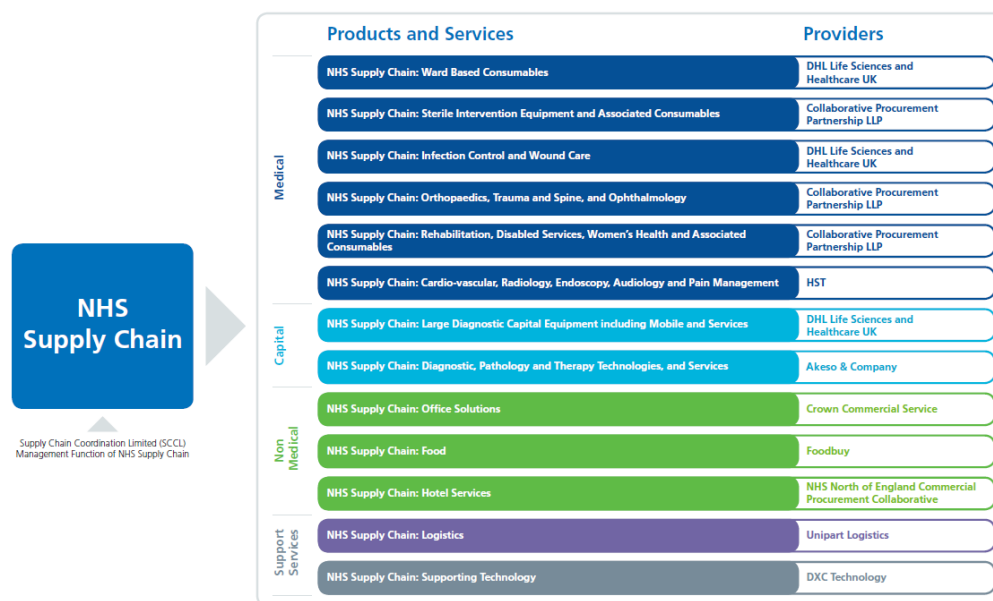 Products and Services
Providers
Medical
NHS Supply Chain: Ward Based Consumables
DHL Life Sciences and
Healthcare UK
NHS Supply Chain: Sterile Intervention Equipment and Associated Consumables
Collaborative Procurement
Partnership LLP
NHS Supply Chain: Infection Control and Wound Care
DHL Life Sciences and
Healthcare UK
NHS Supply Chain: Orthopaedics, Trauma and Spine, and Ophthalmology
Collaborative Procurement
Partnership LLP
NHS Supply Chain: Rehabilitation, Disabled Services, Women’s Health and Associated
Consumables
Collaborative Procurement
Partnership LLP
NHS Supply Chain: Cardio-vascular, Radiology, Endoscopy, Audiology and Pain Management
HST
NHS
Supply Chain
Supply Chain Coordination Limited (SCCL)
Management Function of NHS Supply Chain
Capital
NHS Supply Chain: Large Diagnostic Capital Equipment including Mobile and Services
DHL Life Sciences and
Healthcare UK
NHS Supply Chain: Diagnostic, Pathology and Therapy Technologies, and Services
Akeso & Company
Non
Medical
NHS Supply Chain: Office Solutions
Crown Commercial Service
NHS Supply Chain: Food
Foodbuy
NHS Supply Chain: Hotel Services
NHS North of England Commercial
Procurement Collaborative
Support
Services
NHS Supply Chain: Logistics
Unipart Logistics
NHS Supply Chain: Supporting Technology
DXC Technology